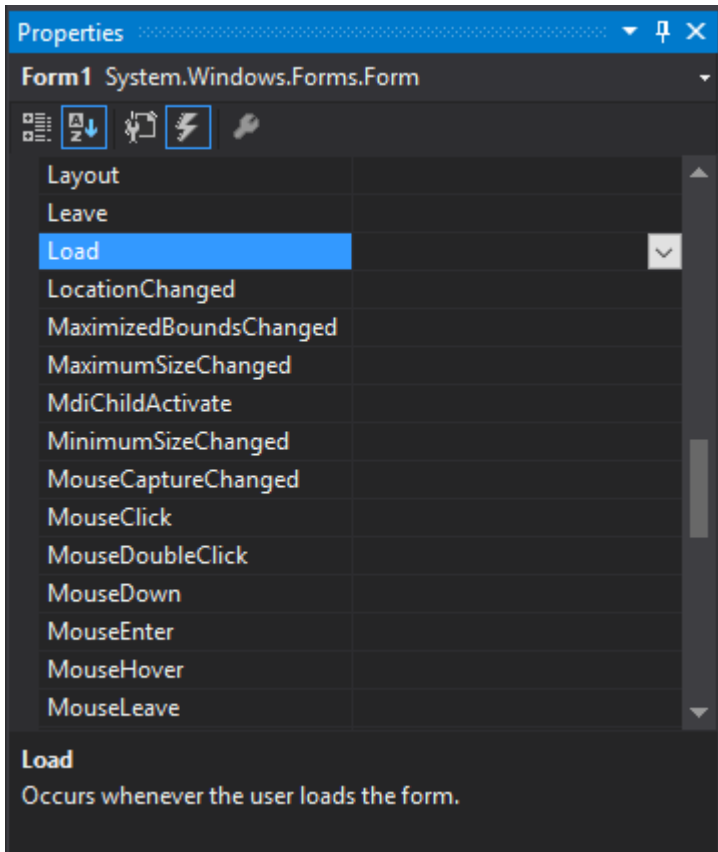 Properties
Form1 System.Windows.Forms.Form
Layout
Leave
Load
LocationChanged
MaximizedBoundsChanged
MaximumSizeChanged
MdiChildActivate
MinimumSizeChanged
MouseCaptureChanged
MouseClick
MouseDoubleClick
MouseDown
MouseEnter
MouseHover
MouseLeave
Load
Occurs whenever the user loads the form.